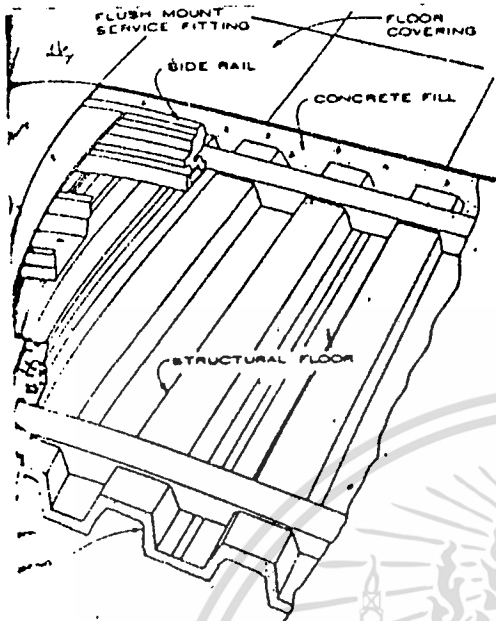 FLUSH MOUNT
SERVICE FITTING
FLOOR
COVERING
SIDE RAIL
CONCRETE FILL
STRUCTURAL FLOOR